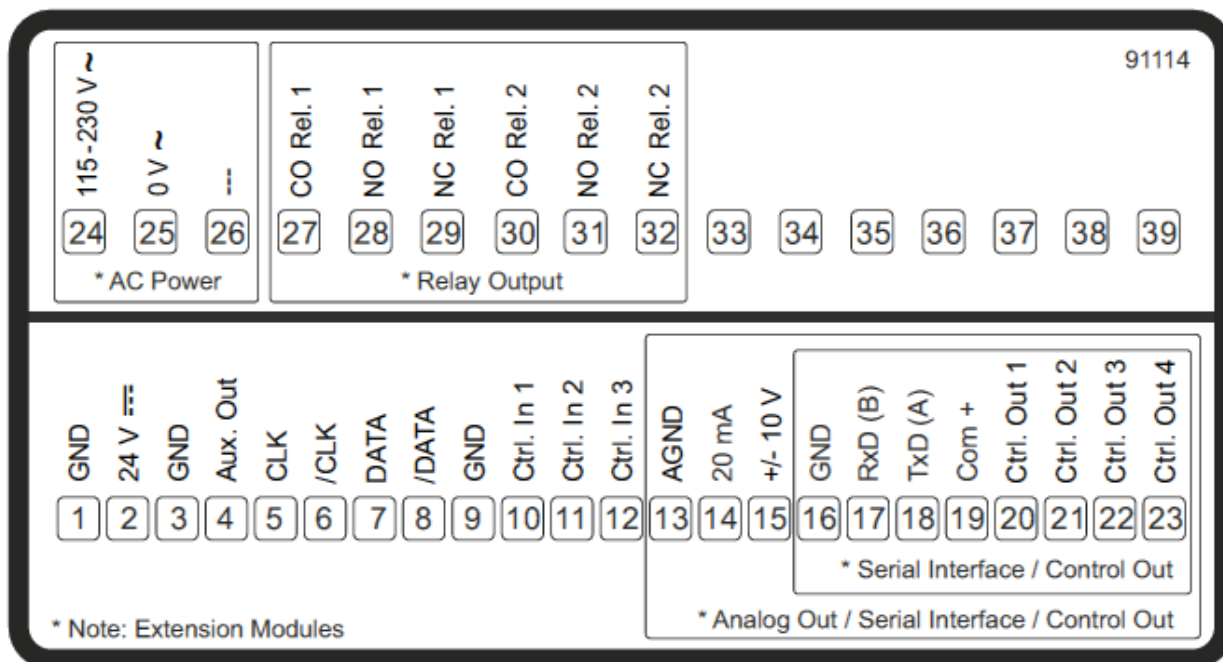 91114
115-230 V ~
0 V ~
---
CO Rel. 1
NO Rel. 1
NC Rel. 1
CO Rel. 2
NO Rel. 2
NC Rel. 2
24 25 26 27 28 29 30 31 32 33 34 35 36 37 38 39
* AC Power
* Relay Output
GND
24 V ⎓
GND
Aux. Out
CLK
/CLK
DATA
/DATA
GND
Ctrl. In 1
Ctrl. In 2
Ctrl. In 3
AGND
20 mA
+/- 10 V
GND
RxD (B)
TxD (A)
Com +
Ctrl. Out 1
Ctrl. Out 2
Ctrl. Out 3
Ctrl. Out 4
1 2 3 4 5 6 7 8 9 10 11 12 13 14 15 16 17 18 19 20 21 22 23
* Serial Interface / Control Out
* Analog Out / Serial Interface / Control Out
* Note: Extension Modules